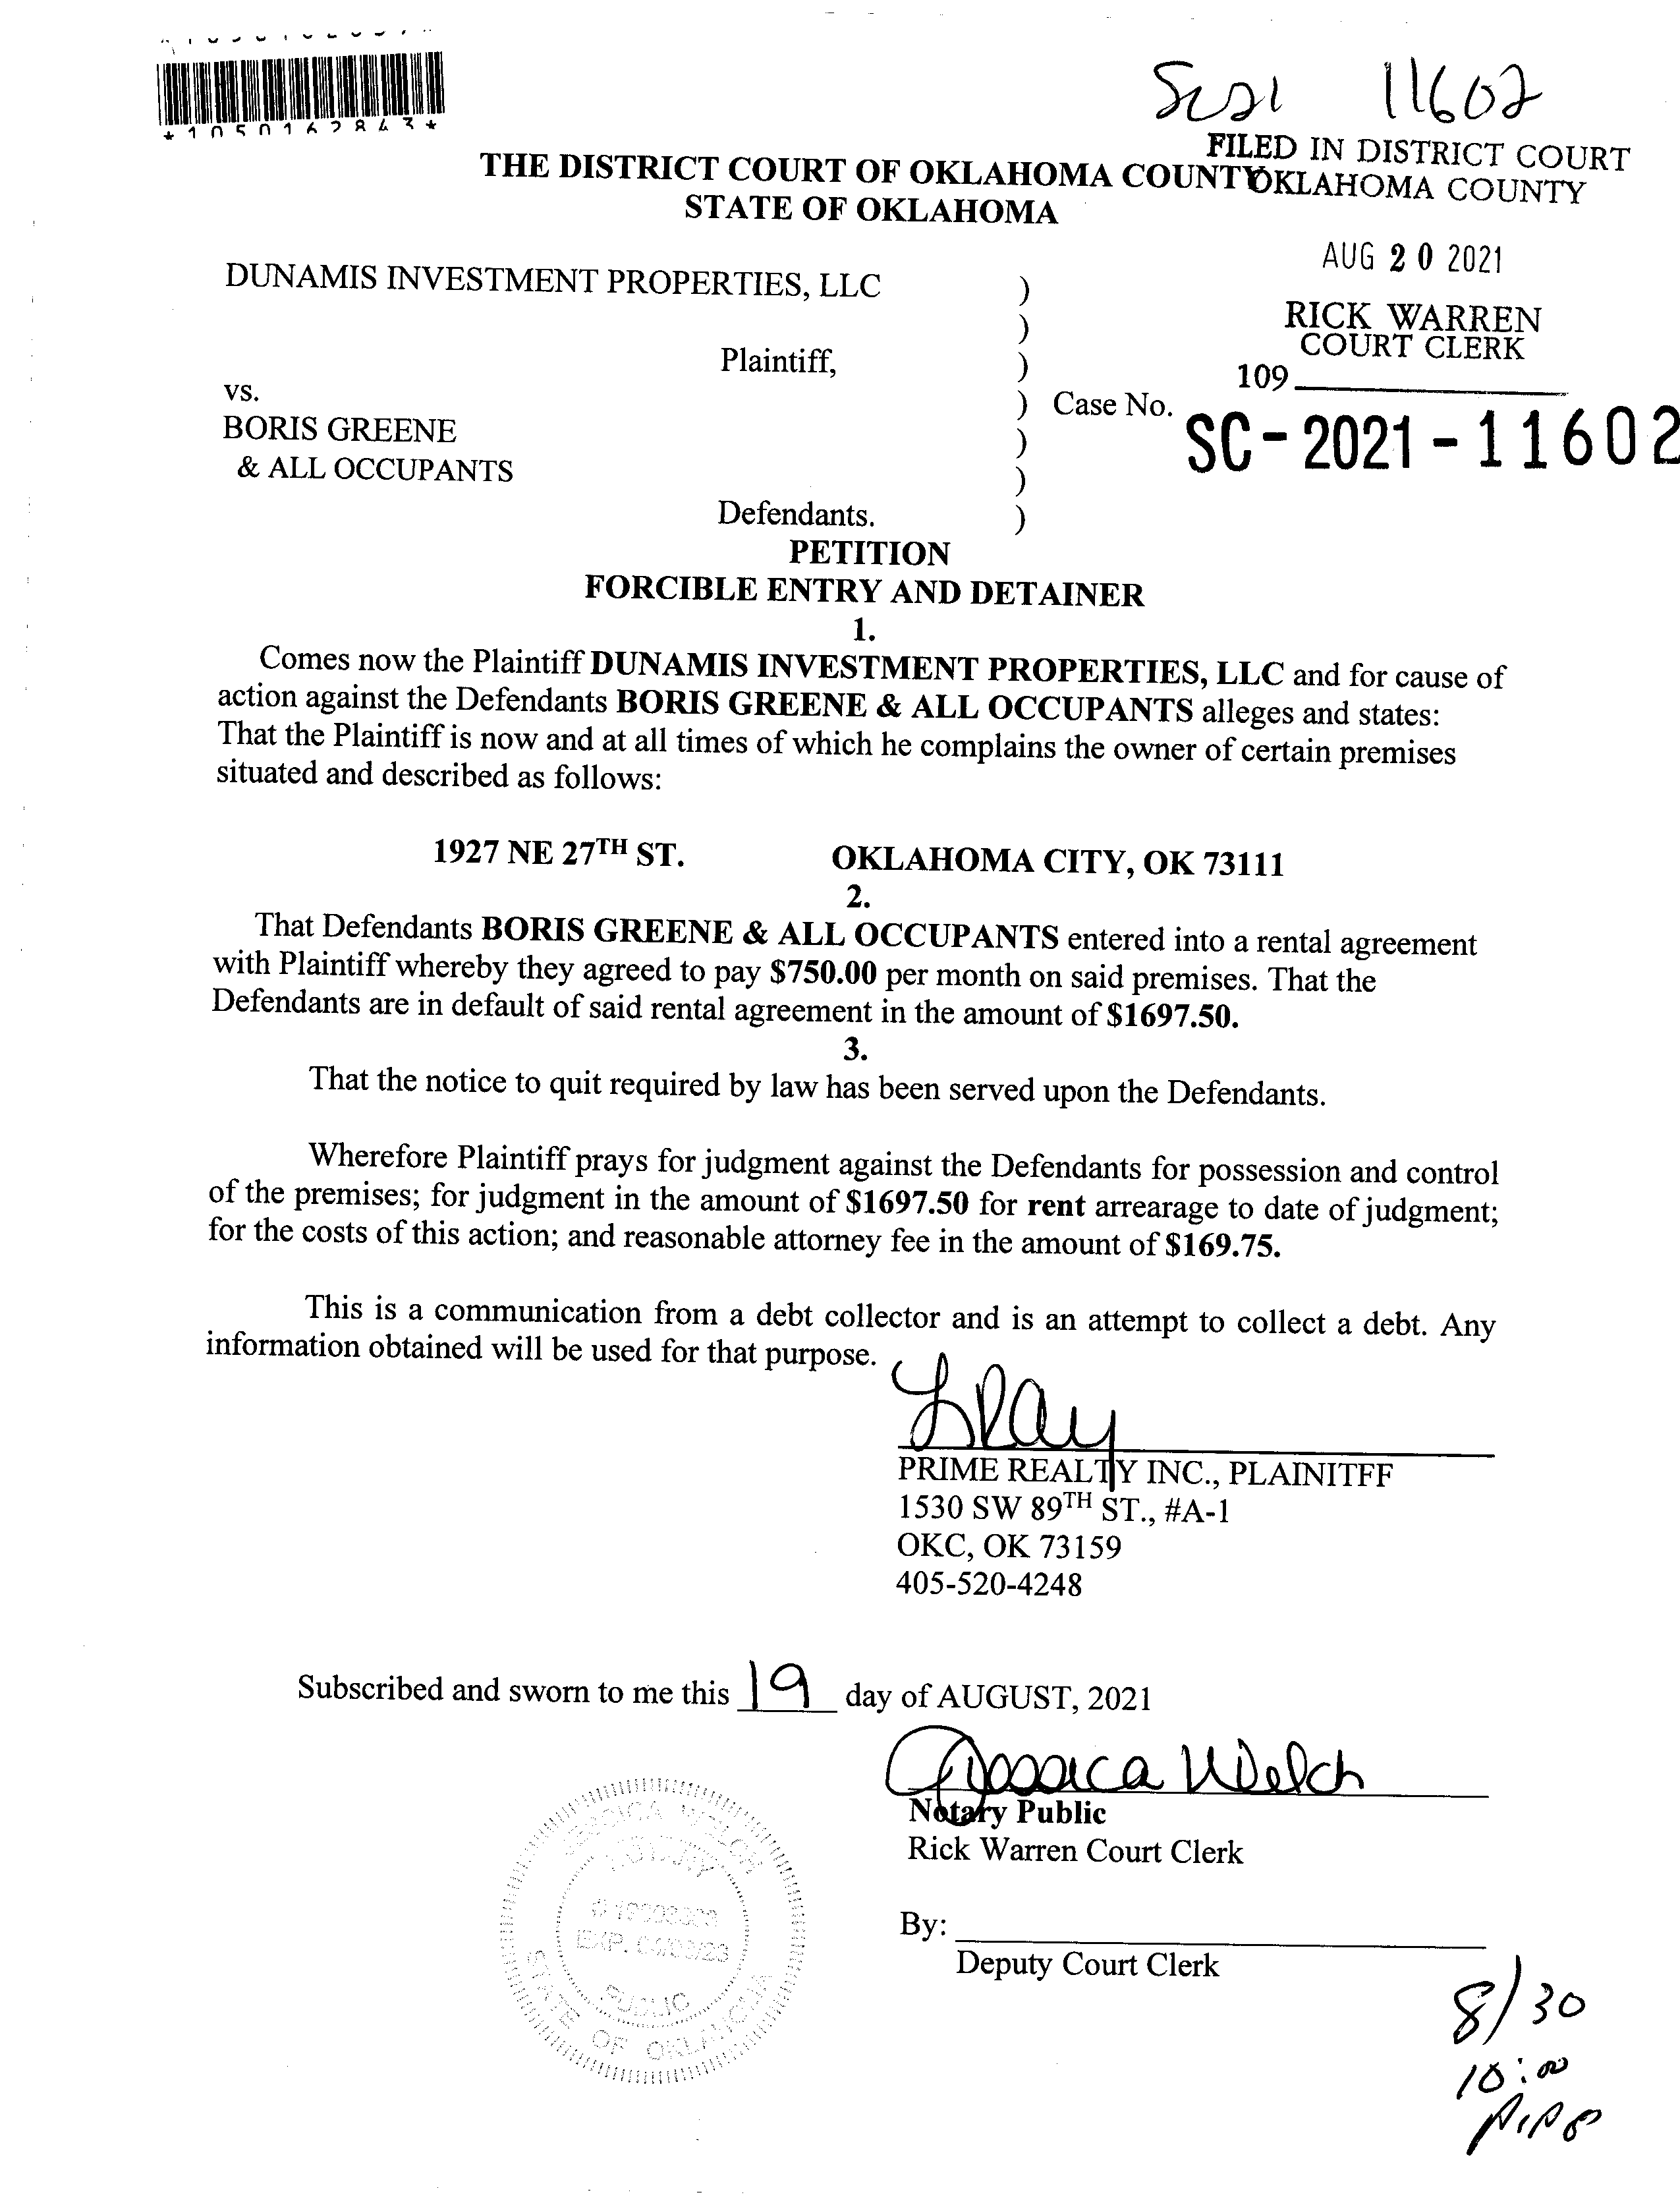 *1050162843*
SC21 11602
FILED IN DISTRICT COURT
OKLAHOMA COUNTY
THE DISTRICT COURT OF OKLAHOMA COUNTY
STATE OF OKLAHOMA
AUG 20 2021
RICK WARREN
COURT CLERK
109
DUNAMIS INVESTMENT PROPERTIES, LLC )
)
Plaintiff, )
vs. ) Case No. SC-2021-11602
BORIS GREENE )
& ALL OCCUPANTS )
Defendants. )
PETITION
FORCIBLE ENTRY AND DETAINER
1.
Comes now the Plaintiff DUNAMIS INVESTMENT PROPERTIES, LLC and for cause of
action against the Defendants BORIS GREENE & ALL OCCUPANTS alleges and states:
That the Plaintiff is now and at all times of which he complains the owner of certain premises
situated and described as follows:
1927 NE 27TH ST. OKLAHOMA CITY, OK 73111
2.
That Defendants BORIS GREENE & ALL OCCUPANTS entered into a rental agreement
with Plaintiff whereby they agreed to pay $750.00 per month on said premises. That the
Defendants are in default of said rental agreement in the amount of $1697.50.
3.
That the notice to quit required by law has been served upon the Defendants.
Wherefore Plaintiff prays for judgment against the Defendants for possession and control
of the premises; for judgment in the amount of $1697.50 for rent arrearage to date of judgment;
for the costs of this action; and reasonable attorney fee in the amount of $169.75.
This is a communication from a debt collector and is an attempt to collect a debt. Any
information obtained will be used for that purpose.
PRIME REALTY INC., PLAINITFF
1530 SW 89TH ST., #A-1
OKC, OK 73159
405-520-4248
Subscribed and sworn to me this 19 day of AUGUST, 2021
Jessica Welch
Notary Public
Rick Warren Court Clerk
By:
Deputy Court Clerk
JESSICA WELCH
NOTARY
PUBLIC
STATE OF OKLAHOMA
8/30
10:00